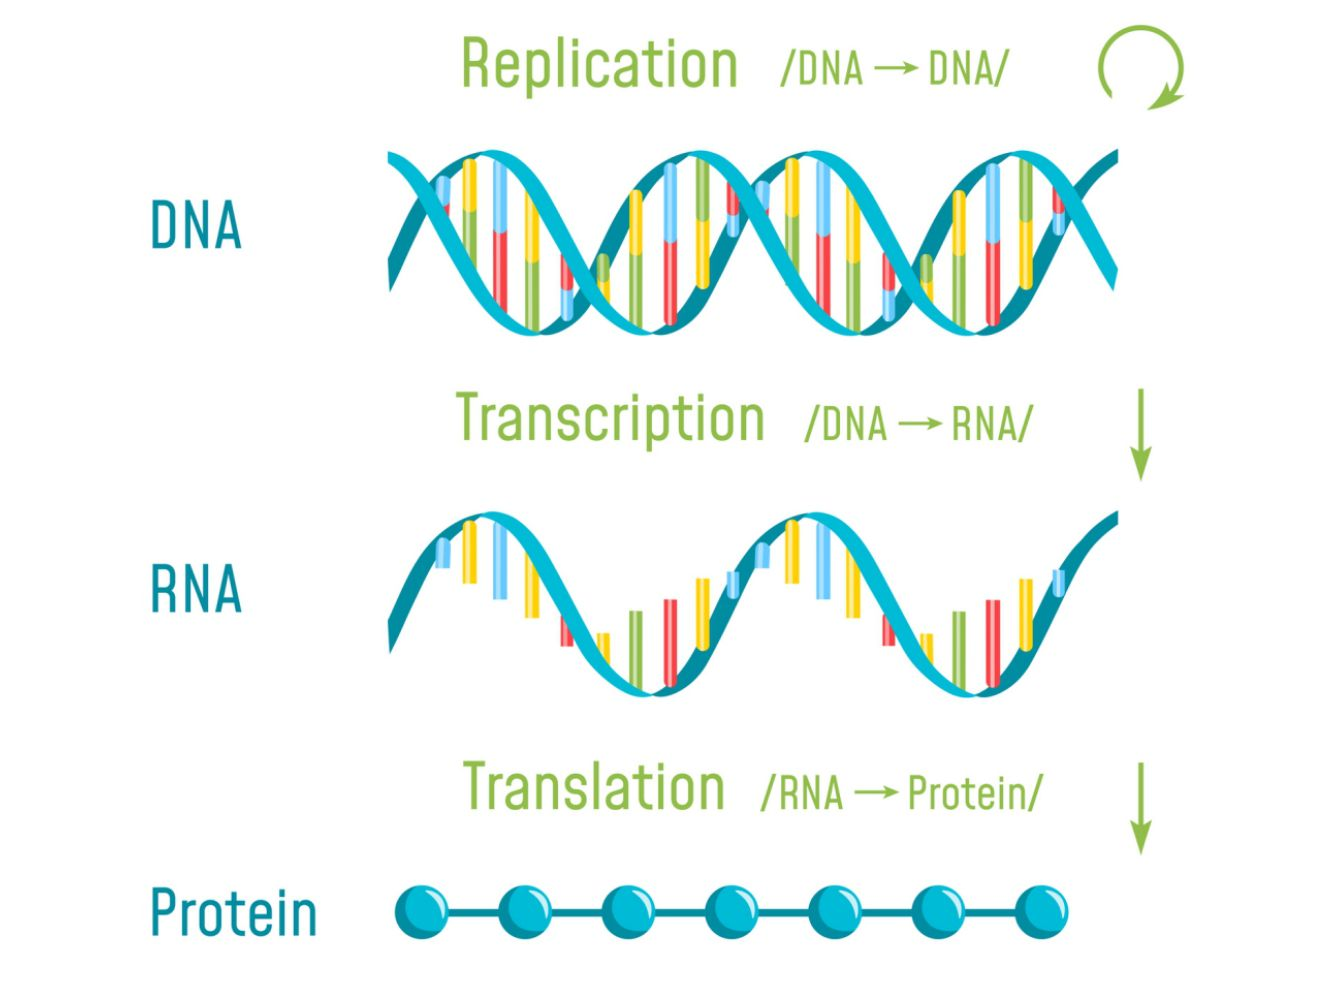 Replication /DNA → DNA/
DNA
Transcription /DNA → RNA/
RNA
Translation /RNA → Protein/
Protein